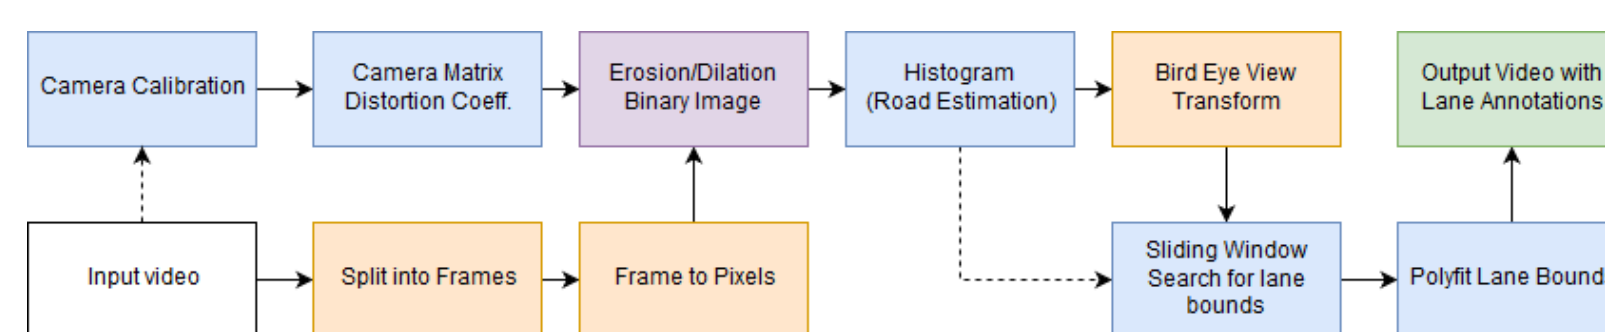 Camera Calibration
Camera Matrix
Distortion Coeff.
Erosion/Dilation
Binary Image
Histogram
(Road Estimation)
Bird Eye View
Transform
Output Video with
Lane Annotations
Input video
Split into Frames
Frame to Pixels
Sliding Window
Search for lane
bounds
Polyfit Lane Bound